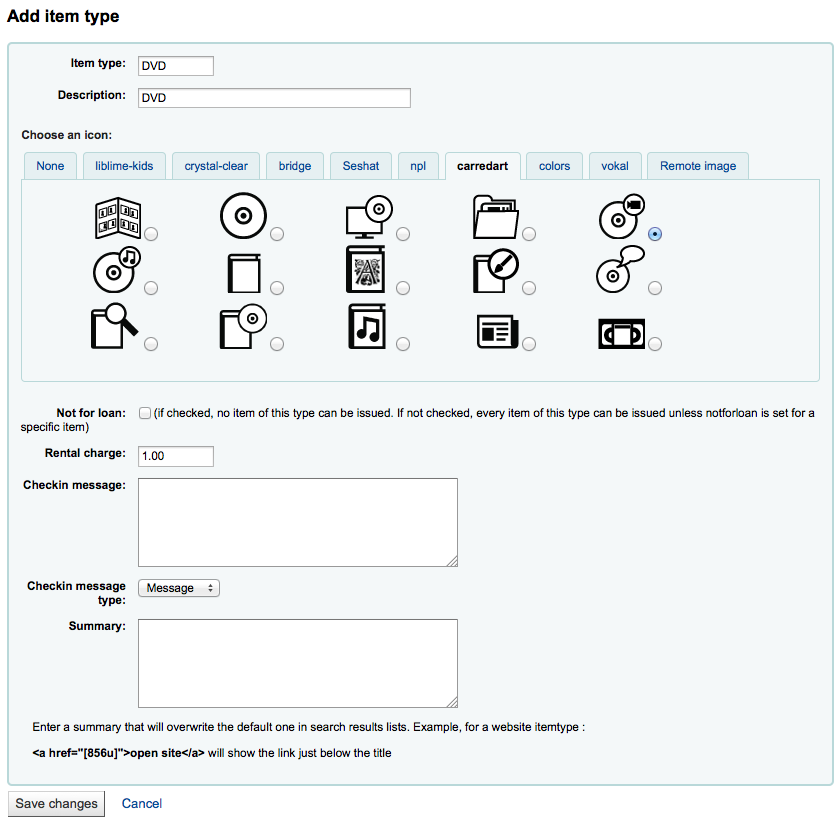 Add item type
Item type: DVD
Description: DVD
Choose an icon:
None liblime-kids crystal-clear bridge Seshat npl carredart colors vokal Remote image
Not for loan: (if checked, no item of this type can be issued. If not checked, every item of this type can be issued unless notforloan is set for a
specific item)
Rental charge: 1.00
Checkin message:
Checkin message
type: Message
Summary:
Enter a summary that will overwrite the default one in search results lists. Example, for a website itemtype :
<a href="[856u]">open site</a> will show the link just below the title
Save changes Cancel